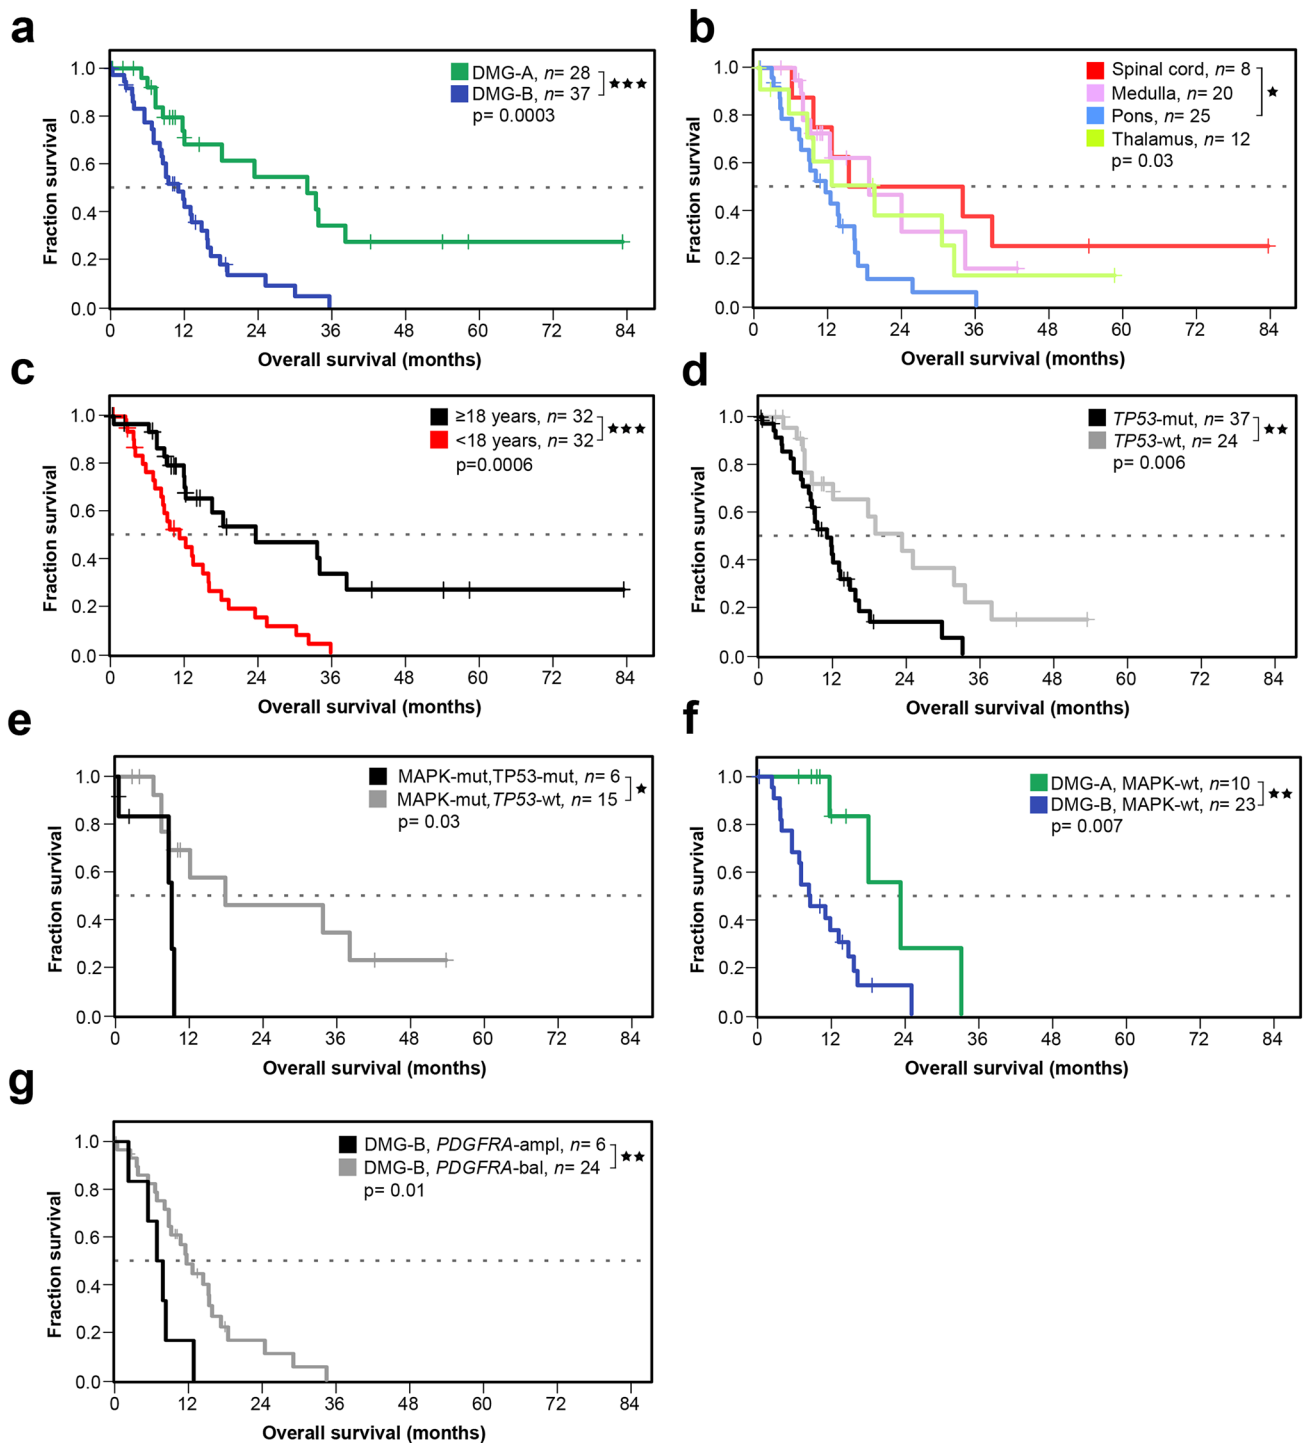 a
DMG-A, n= 28
DMG-B, n= 37
★★★
p= 0.0003
Fraction survival
1.0
0.8
0.6
0.4
0.2
0.0
0 12 24 36 48 60 72 84
Overall survival (months)
b
Spinal cord, n= 8
Medulla, n= 20
Pons, n= 25
Thalamus, n= 12
★
p= 0.03
Fraction survival
1.0
0.8
0.6
0.4
0.2
0.0
0 12 24 36 48 60 72 84
Overall survival (months)
c
≥18 years, n= 32
<18 years, n= 32
★★★
p=0.0006
Fraction survival
1.0
0.8
0.6
0.4
0.2
0.0
0 12 24 36 48 60 72 84
Overall survival (months)
d
TP53-mut, n= 37
TP53-wt, n= 24
★★
p= 0.006
Fraction survival
1.0
0.8
0.6
0.4
0.2
0.0
0 12 24 36 48 60 72 84
Overall survival (months)
e
MAPK-mut,TP53-mut, n= 6
MAPK-mut,TP53-wt, n= 15
★
p= 0.03
Fraction survival
1.0
0.8
0.6
0.4
0.2
0.0
0 12 24 36 48 60 72 84
Overall survival (months)
f
DMG-A, MAPK-wt, n=10
DMG-B, MAPK-wt, n= 23
★★
p= 0.007
Fraction survival
1.0
0.8
0.6
0.4
0.2
0.0
0 12 24 36 48 60 72 84
Overall survival (months)
g
DMG-B, PDGFRA-ampl, n= 6
DMG-B, PDGFRA-bal, n= 24
★★
p= 0.01
Fraction survival
1.0
0.8
0.6
0.4
0.2
0.0
0 12 24 36 48 60 72 84
Overall survival (months)